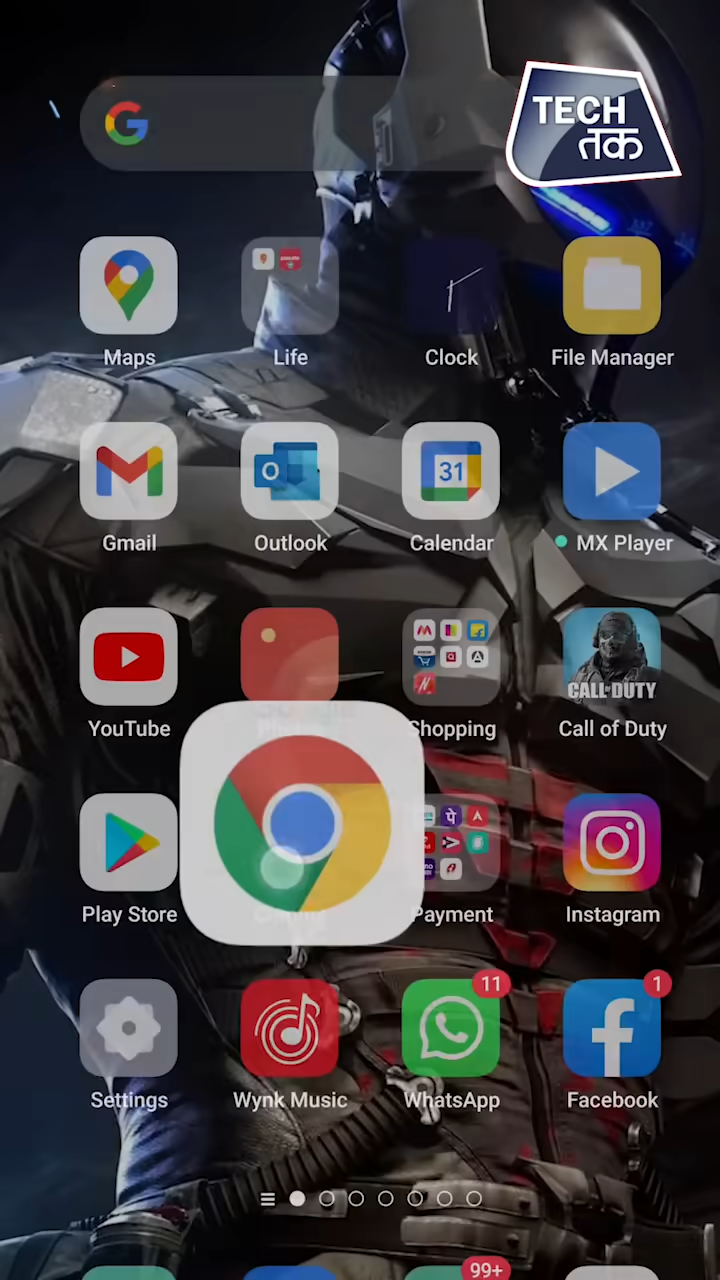 TECH
तक
Maps
Life
Clock
File Manager
Gmail
Outlook
31
Calendar
MX Player
YouTube
Shopping
CALL OF DUTY
Call of Duty
Play Store
Payment
Instagram
11
1
Settings
Wynk Music
WhatsApp
Facebook
99+